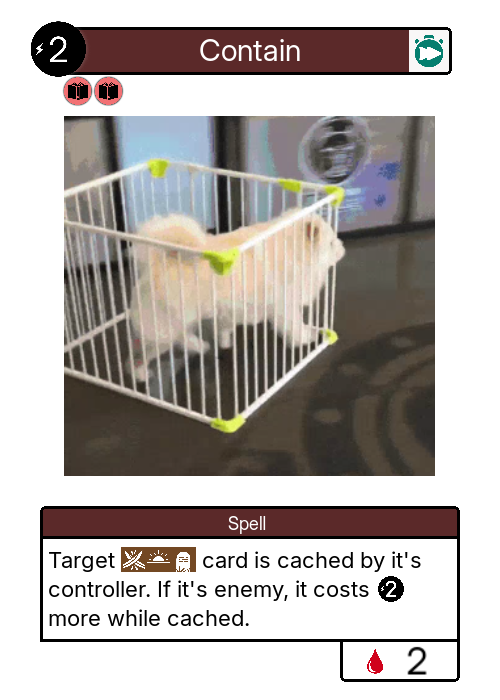 2
Contain
Spell
Target card is cached by it's
controller. If it's enemy, it costs 2
more while cached.
2